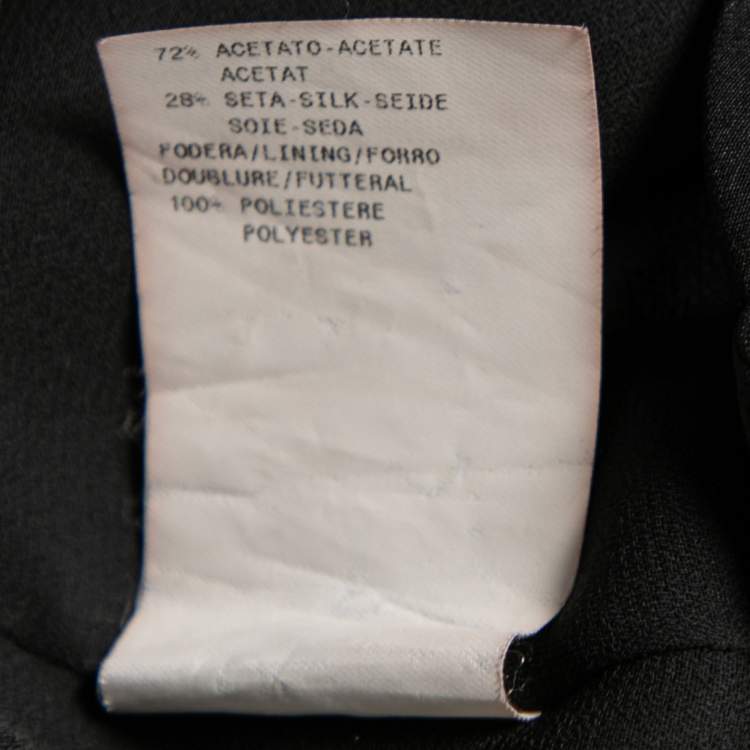 72% ACETATO-ACETATE
ACETAT
28% SETA-SILK-SEIDE
SOIE-SEDA
FODERA/LINING/FORRO
DOUBLURE/FUTTERAL
100% POLIESTERE
POLYESTER